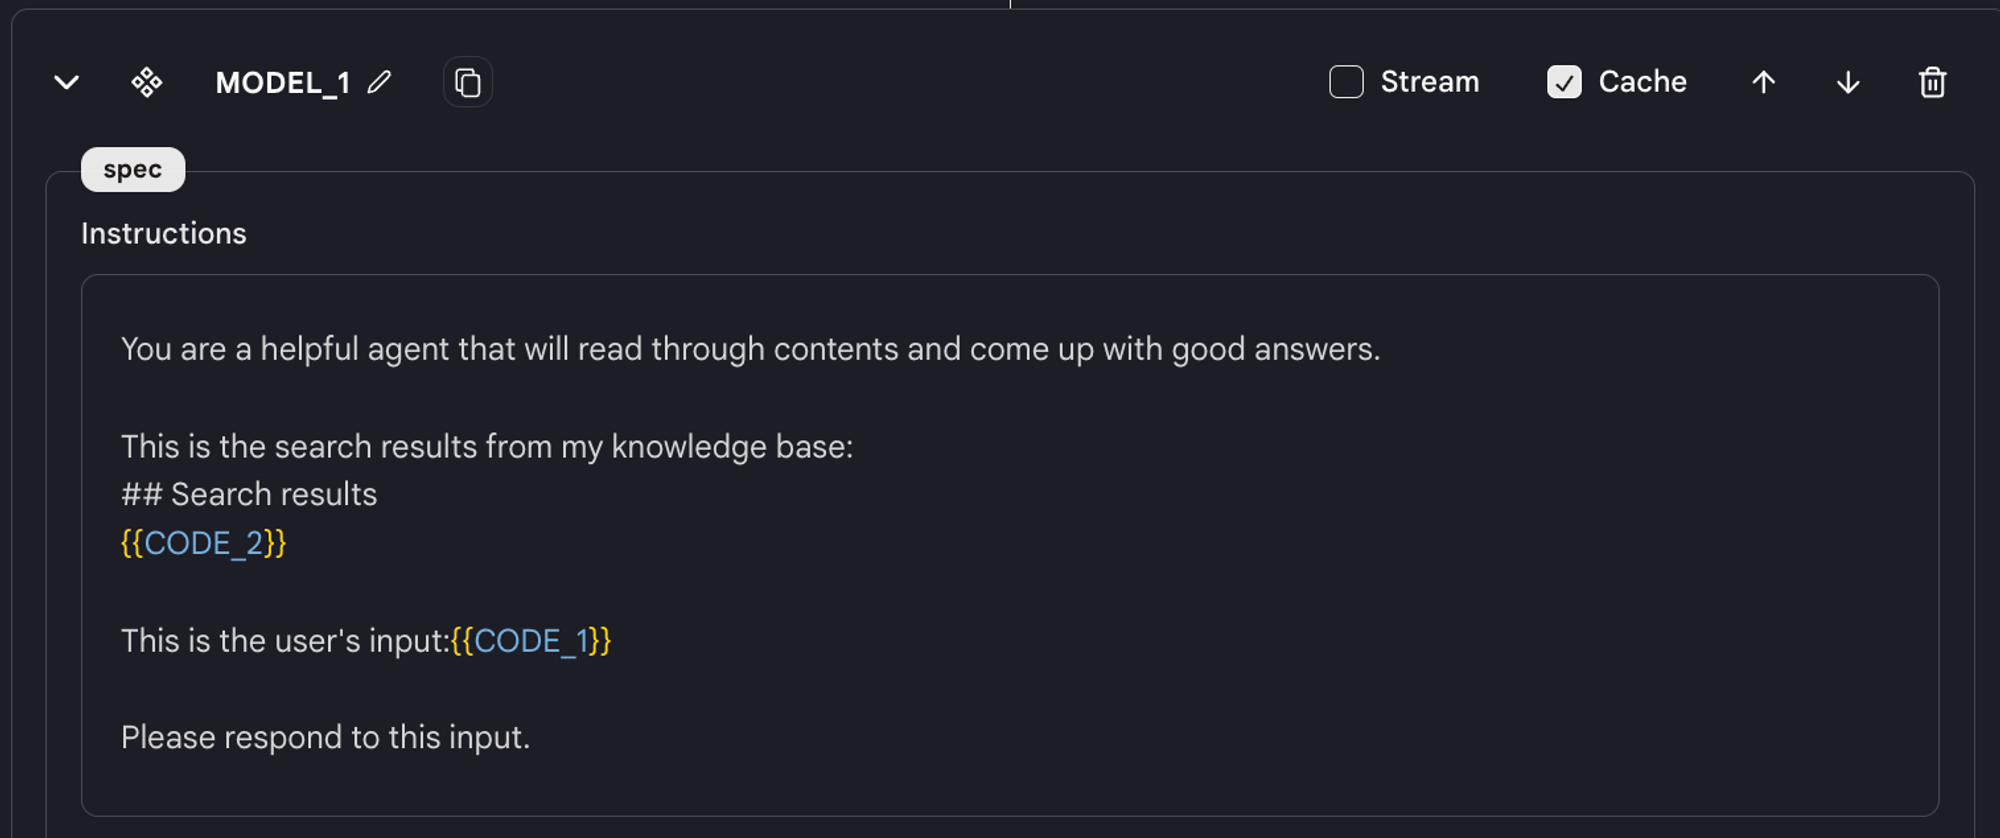 MODEL_1
Stream
Cache
spec
Instructions
You are a helpful agent that will read through contents and come up with good answers.
This is the search results from my knowledge base:
## Search results
{{CODE_2}}
This is the user's input:{{CODE_1}}
Please respond to this input.